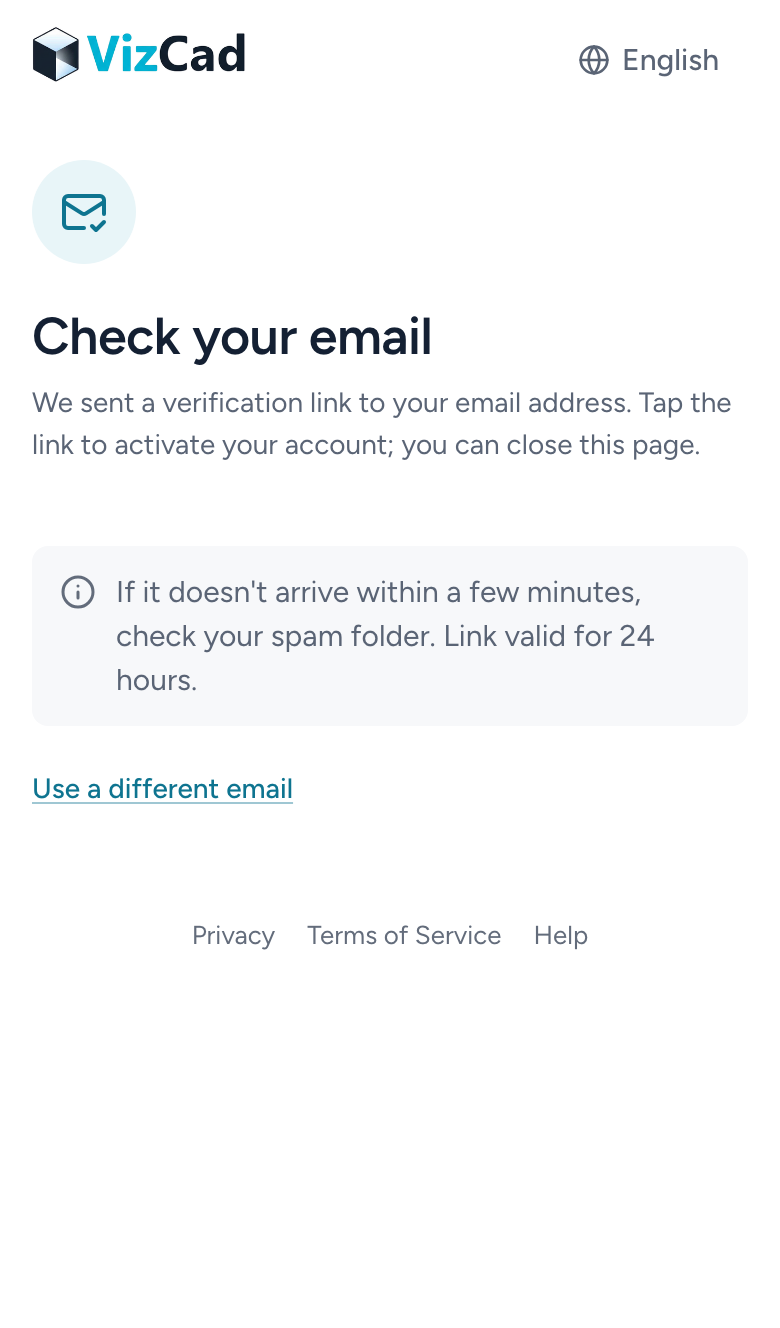 VizCad
English
Check your email
We sent a verification link to your email address. Tap the
link to activate your account; you can close this page.
If it doesn't arrive within a few minutes,
check your spam folder. Link valid for 24
hours.
Use a different email
Privacy Terms of Service Help